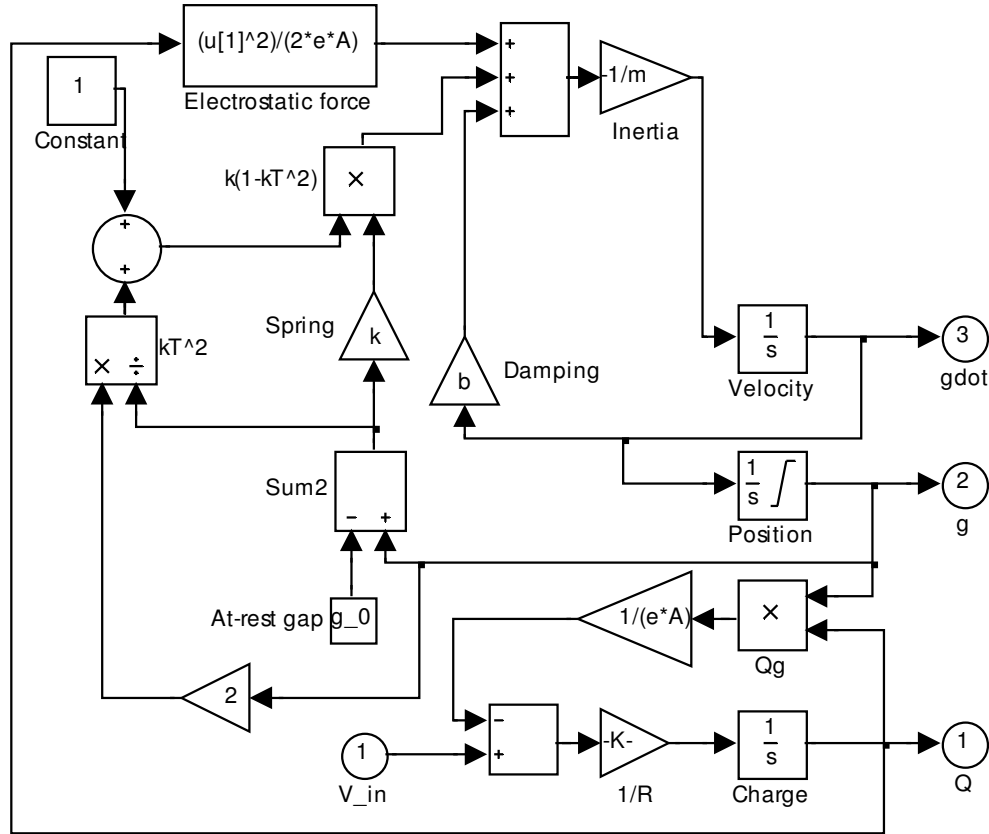 (u[1]^2)/(2*e*A)
Electrostatic force
1
Constant
+
+
+
-1/m
Inertia
k(1-kT^2)
×
+
+
Spring
k
kT^2
× ÷
b
Damping
1
s
Velocity
3
gdot
Sum2
− +
1
s
Position
2
g
At-rest gap g_0
1/(e*A)
×
Qg
2
−
+
1
V_in
-K-
1/R
1
s
Charge
1
Q